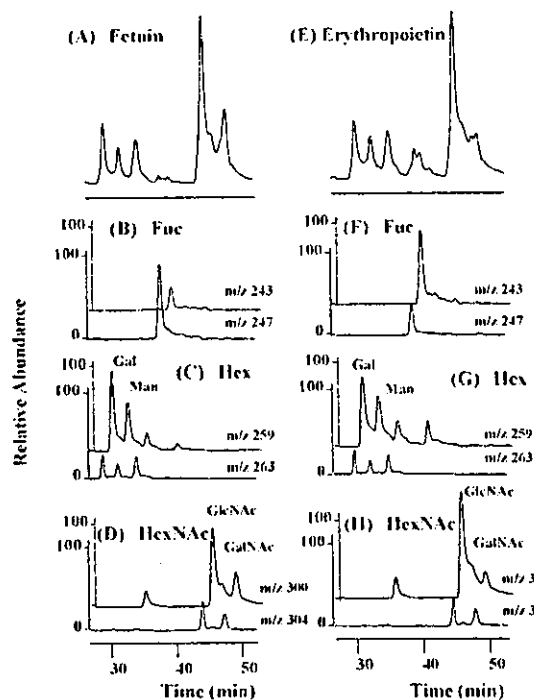 (A) Fetuin
(E) Erythropoietin
Relative Abundance
100
100
0
(B) Fuc
m/z 243
m/z 247
100
100
0
(F) Fuc
m/z 243
m/z 247
100
100
0
Gal
Man
(C) Hex
m/z 259
m/z 263
100
100
0
Gal
Man
(G) Hex
m/z 259
m/z 263
100
100
0
(D) HexNAc
GlcNAc
GalNAc
m/z 300
m/z 304
100
100
0
(H) HexNAc
GlcNAc
GalNAc
m/z 3
m/z 3
30 40 50
Time (min)
30 40 50
Time (min)